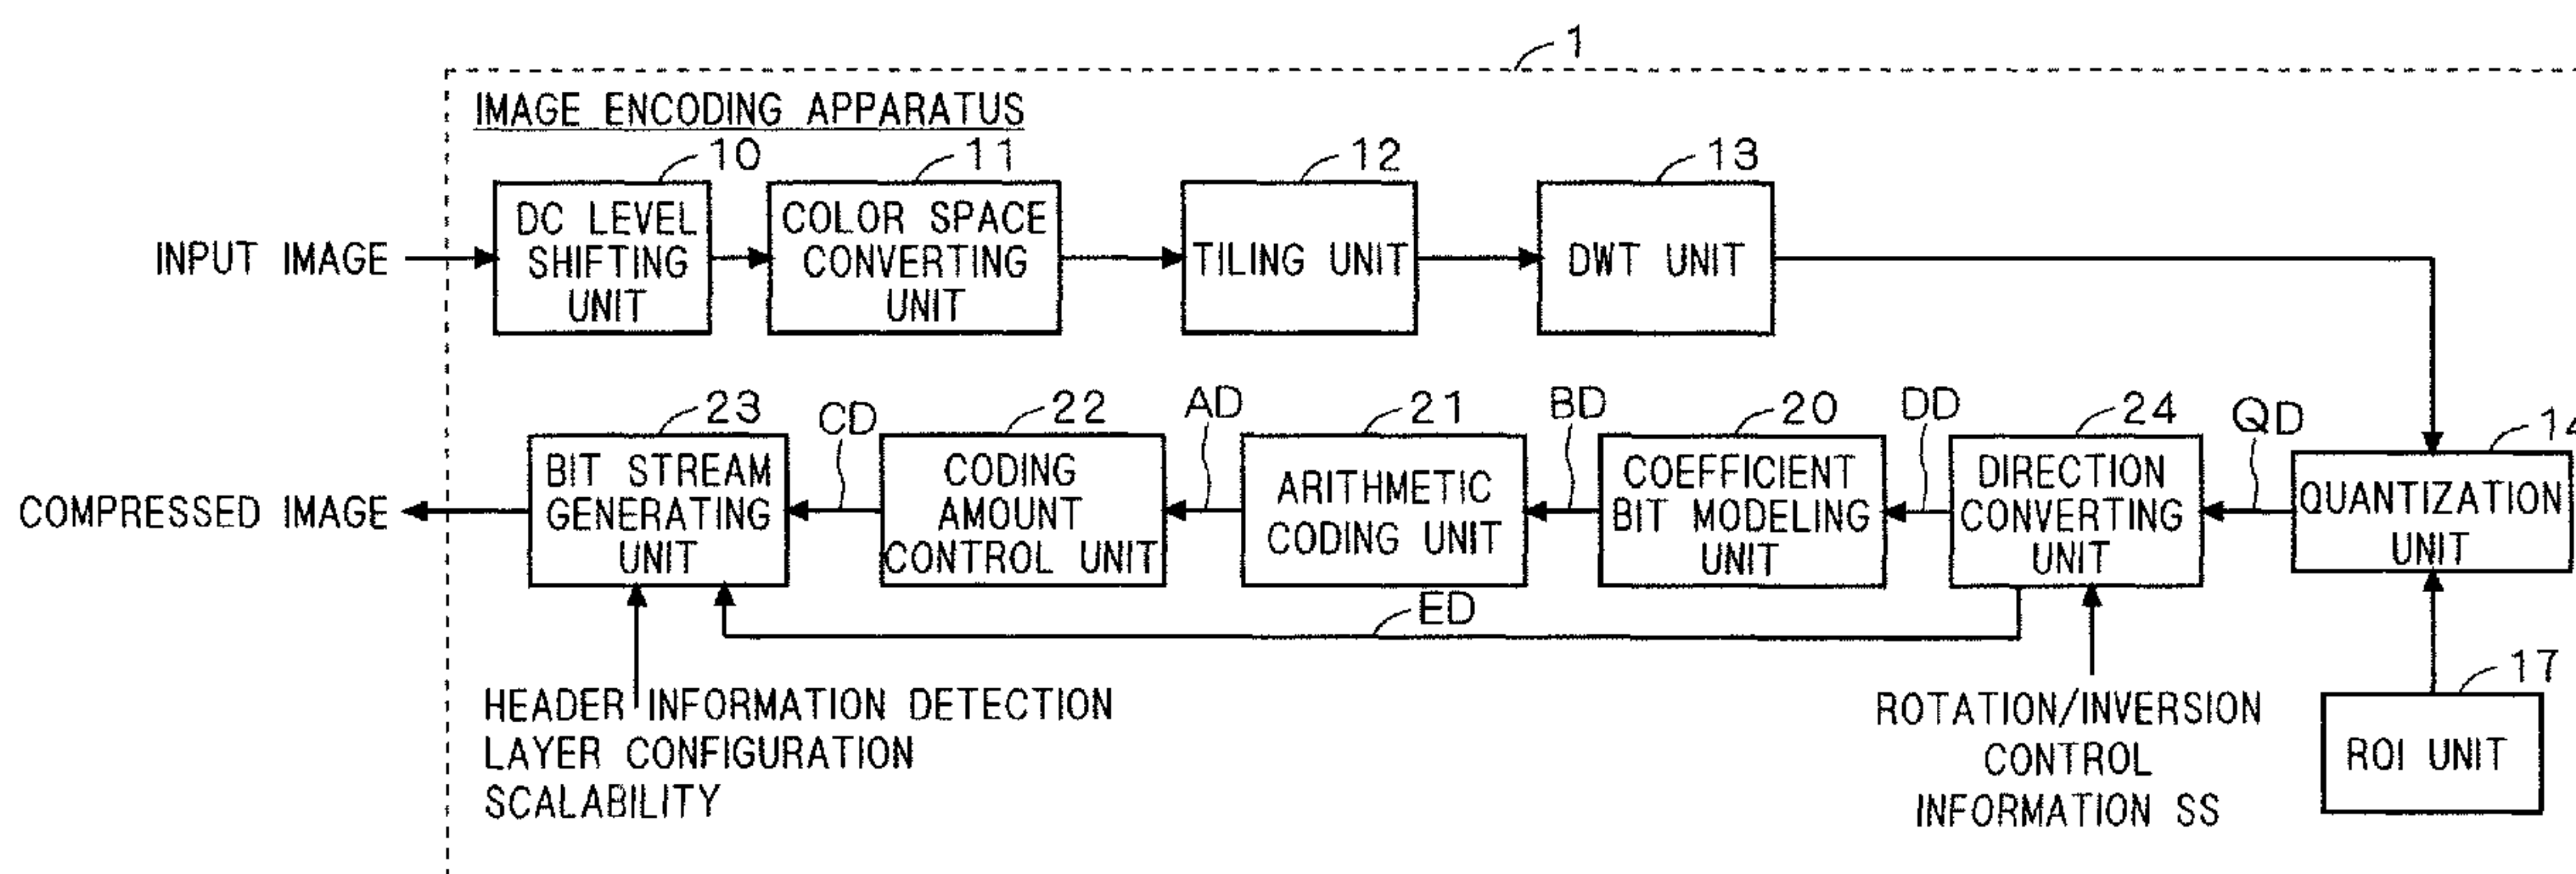 1
IMAGE ENCODING APPARATUS
10
11
12
13
INPUT IMAGE
DC LEVEL
SHIFTING
UNIT
COLOR SPACE
CONVERTING
UNIT
TILING UNIT
DWT UNIT
23
CD
22
AD
21
BD
20
DD
24
QD
14
COMPRESSED IMAGE
BIT STREAM
GENERATING
UNIT
CODING
AMOUNT
CONTROL UNIT
ARITHMETIC
CODING UNIT
COEFFICIENT
BIT MODELING
UNIT
DIRECTION
CONVERTING
UNIT
QUANTIZATION
UNIT
ED
HEADER INFORMATION DETECTION
LAYER CONFIGURATION
SCALABILITY
ROTATION/INVERSION
CONTROL
INFORMATION SS
17
ROI UNIT